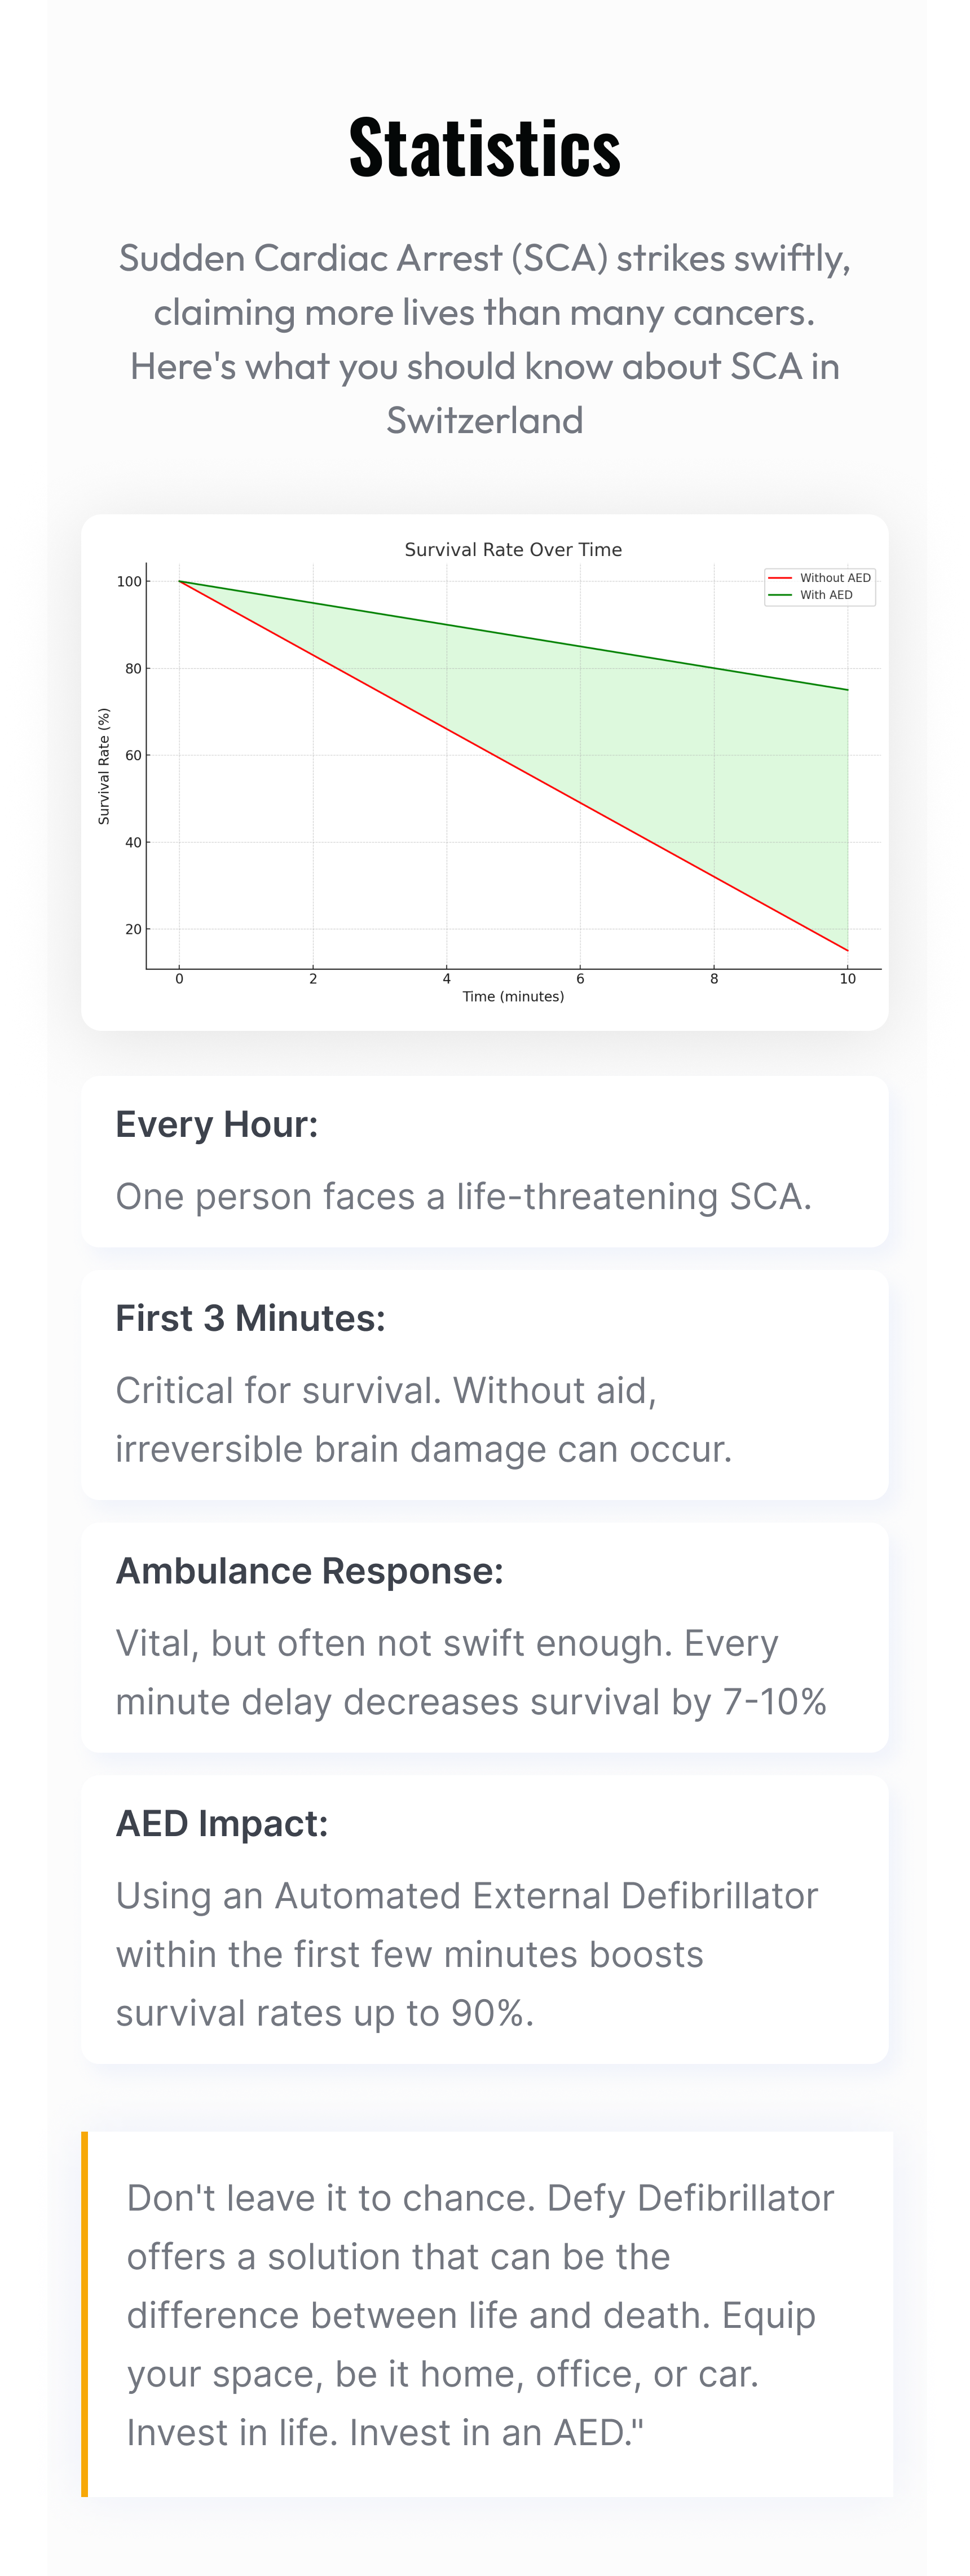 Statistics
Sudden Cardiac Arrest (SCA) strikes swiftly,
claiming more lives than many cancers.
Here's what you should know about SCA in
Switzerland
Survival Rate Over Time
Without AED
With AED
100
80
60
40
20
Survival Rate (%)
0 2 4 6 8 10
Time (minutes)
Every Hour:
One person faces a life-threatening SCA.
First 3 Minutes:
Critical for survival. Without aid,
irreversible brain damage can occur.
Ambulance Response:
Vital, but often not swift enough. Every
minute delay decreases survival by 7-10%
AED Impact:
Using an Automated External Defibrillator
within the first few minutes boosts
survival rates up to 90%.
Don't leave it to chance. Defy Defibrillator
offers a solution that can be the
difference between life and death. Equip
your space, be it home, office, or car.
Invest in life. Invest in an AED."